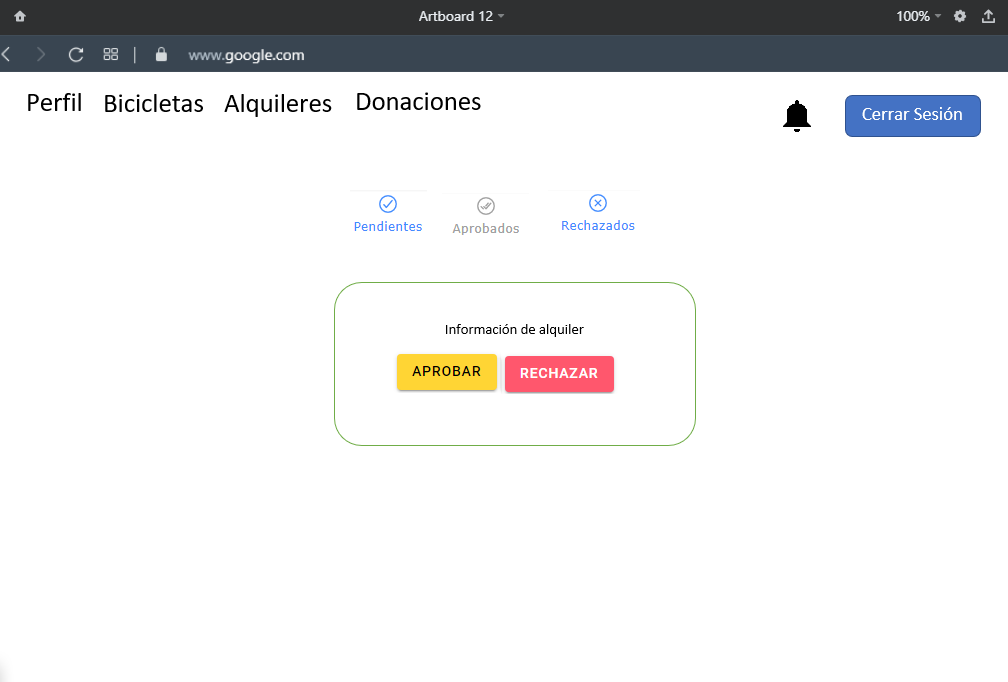 Artboard 12
100%
www.google.com
Perfil Bicicletas Alquileres Donaciones
Cerrar Sesión
Pendientes Aprobados Rechazados
Información de alquiler
APROBAR RECHAZAR